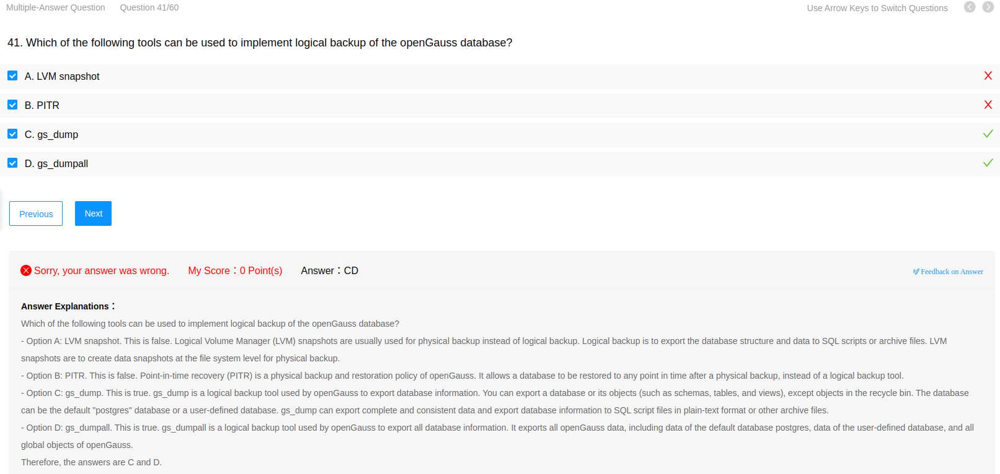 Multiple-Answer Question Question 41/60 Use Arrow Keys to Switch Questions
41. Which of the following tools can be used to implement logical backup of the openGauss database?
A. LVM snapshot
B. PITR
C. gs_dump
D. gs_dumpall
Previous Next
Sorry, your answer was wrong. My Score：0 Point(s) Answer：CD Feedback on Answer
Answer Explanations：
Which of the following tools can be used to implement logical backup of the openGauss database?
- Option A: LVM snapshot. This is false. Logical Volume Manager (LVM) snapshots are usually used for physical backup instead of logical backup. Logical backup is to export the database structure and data to SQL scripts or archive files. LVM
snapshots are to create data snapshots at the file system level for physical backup.
- Option B: PITR. This is false. Point-in-time recovery (PITR) is a physical backup and restoration policy of openGauss. It allows a database to be restored to any point in time after a physical backup, instead of a logical backup tool.
- Option C: gs_dump. This is true. gs_dump is a logical backup tool used by openGauss to export database information. You can export a database or its objects (such as schemas, tables, and views), except objects in the recycle bin. The database
can be the default "postgres" database or a user-defined database. gs_dump can export complete and consistent data and export database information to SQL script files in plain-text format or other archive files.
- Option D: gs_dumpall. This is true. gs_dumpall is a logical backup tool used by openGauss to export all database information. It exports all openGauss data, including data of the default database postgres, data of the user-defined database, and all
global objects of openGauss.
Therefore, the answers are C and D.